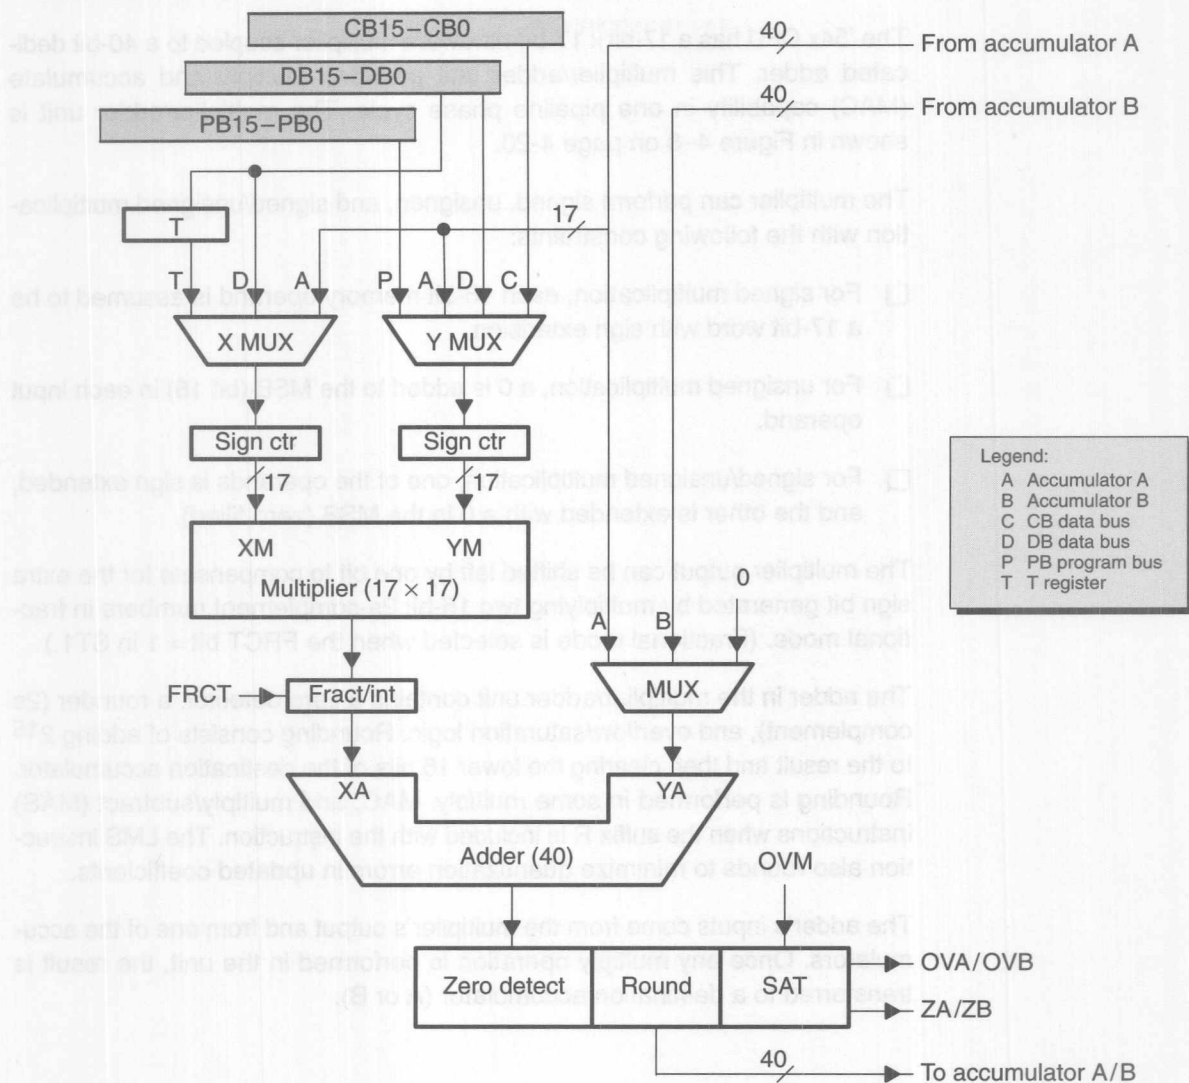 CB15–CB0
DB15–DB0
PB15–PB0
40
From accumulator A
40
From accumulator B
17
T
T D A
P A D C
X MUX
Y MUX
Sign ctr
Sign ctr
17
17
XM
YM
Multiplier (17 × 17)
0
A B
MUX
FRCT
Fract/int
XA
YA
Adder (40)
OVM
Zero detect
Round
SAT
OVA/OVB
ZA/ZB
40
To accumulator A/B
Legend:
A Accumulator A
B Accumulator B
C CB data bus
D DB data bus
P PB program bus
T T register